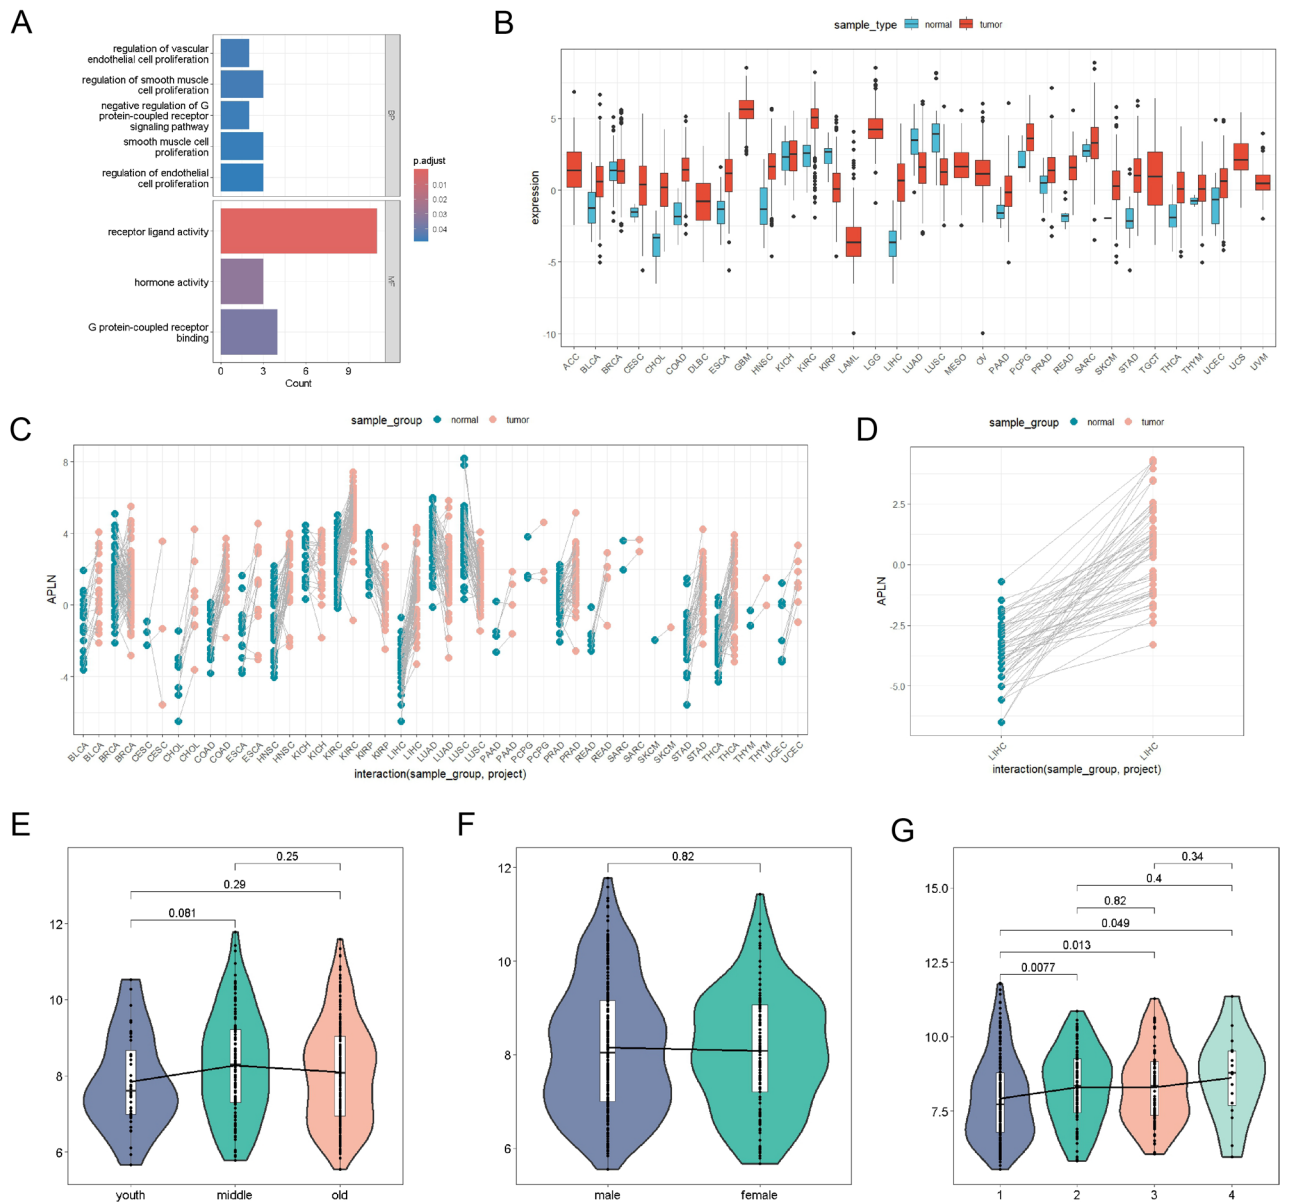 A
regulation of vascular
endothelial cell proliferation
regulation of smooth muscle
cell proliferation
negative regulation of G
protein-coupled receptor
signaling pathway
smooth muscle cell
proliferation
regulation of endothelial
cell proliferation
BP
receptor ligand activity
hormone activity
G protein-coupled receptor
binding
MF
0 3 6 9
Count
p.adjust
0.01
0.02
0.03
0.04
B
sample_type normal tumor
expression
5
0
-5
-10
ACC BLCA BRCA CESC CHOL COAD DLBC ESCA GBM HNSC KICH KIRC KIRP LAML LGG LIHC LUAD LUSC MESO OV PAAD PCPG PRAD READ SARC SKCM STAD TGCT THCA THYM UCEC UCS UVM
C
sample_group normal tumor
APLN
8
4
0
-4
BLCA BLCA BRCA BRCA CESC CESC CHOL CHOL COAD COAD ESCA ESCA HNSC HNSC KICH KICH KIRC KIRC KIRP KIRP LIHC LIHC LUAD LUAD LUSC LUSC PAAD PAAD PCPG PCPG PRAD PRAD READ READ SARC SARC SKCM SKCM STAD STAD THCA THCA THYM THYM UCEC UCEC
interaction(sample_group, project)
D
sample_group normal tumor
APLN
2.5
0.0
-2.5
-5.0
LIHC LIHC
interaction(sample_group, project)
E
0.25
0.29
0.081
12
10
8
6
youth middle old
F
0.82
12
10
8
6
male female
G
0.34
0.4
0.82
0.049
0.013
0.0077
15.0
12.5
10.0
7.5
1 2 3 4